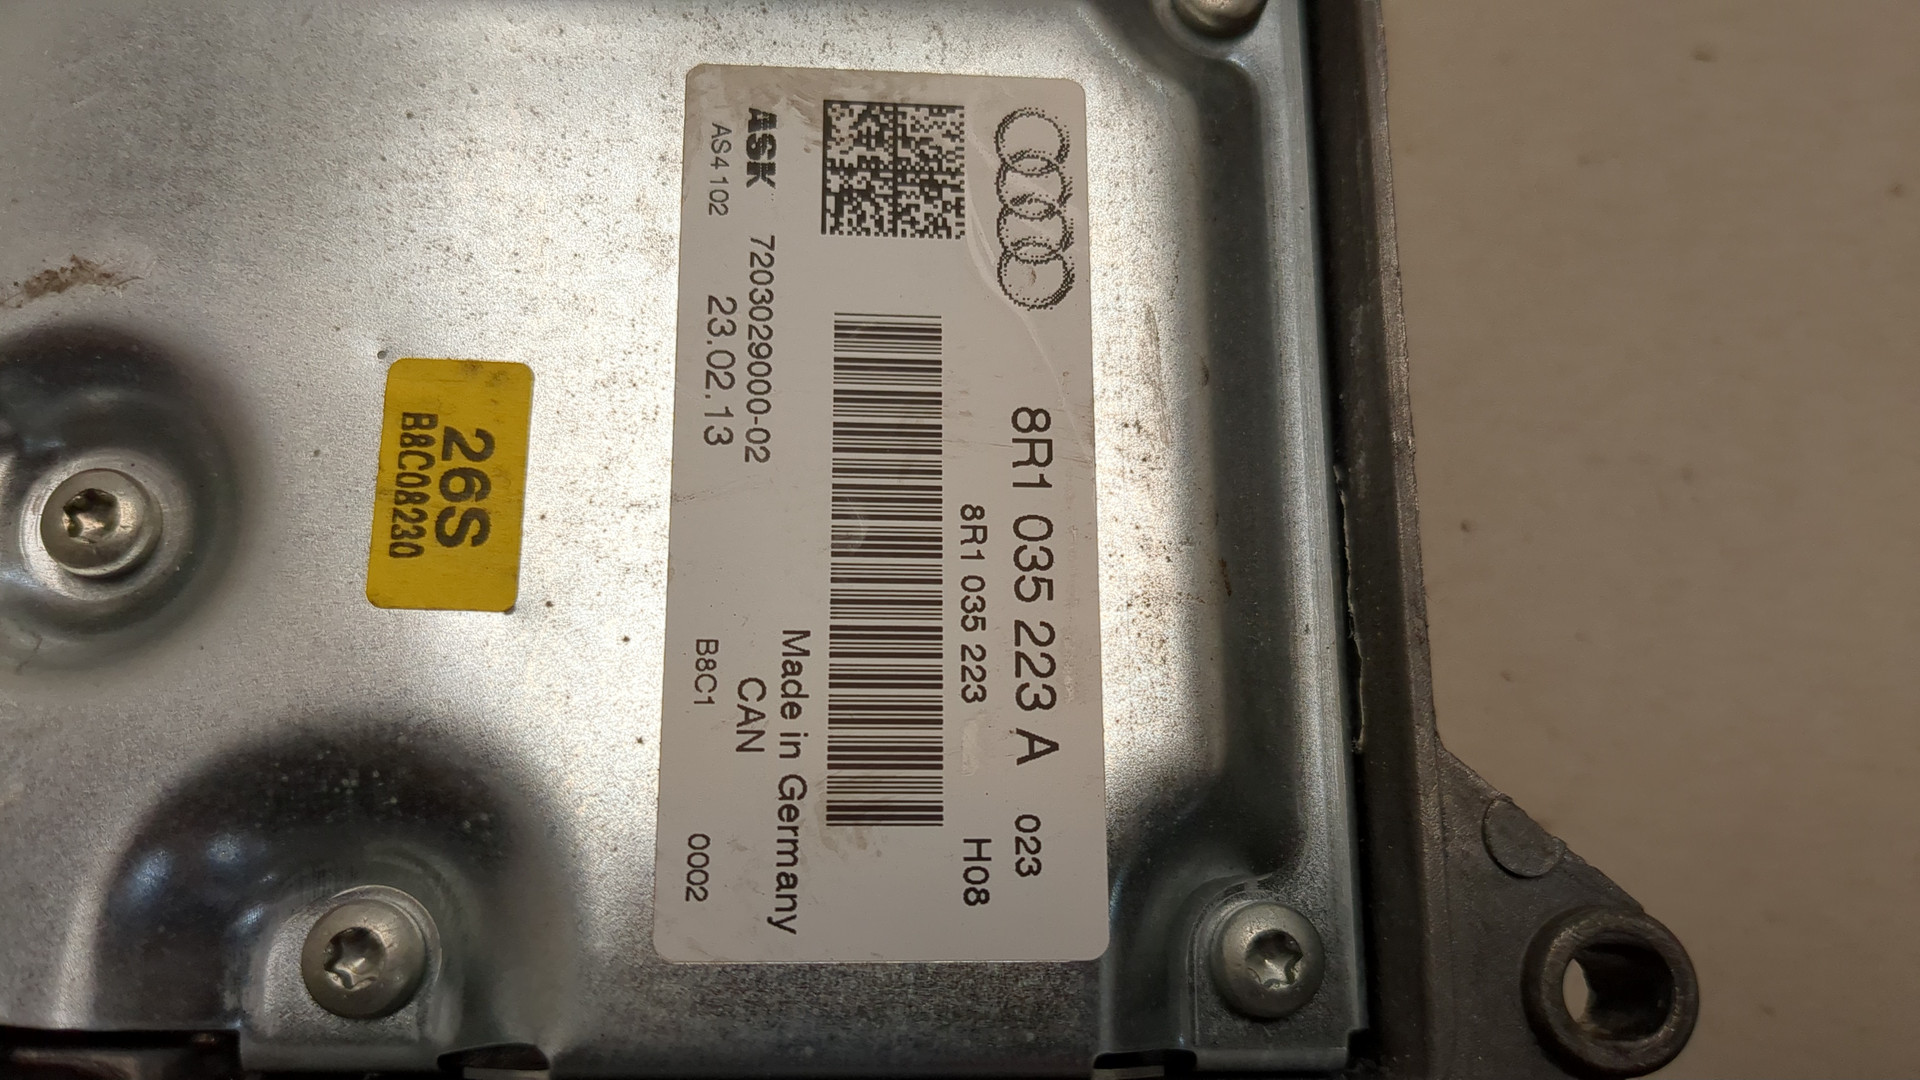 8R1 035 223 A 023
8R1 035 223 H08
Made in Germany
ASK 7203029000-02 CAN
AS4 102 23.02.13 B8C1 0002
26S
B8C08230